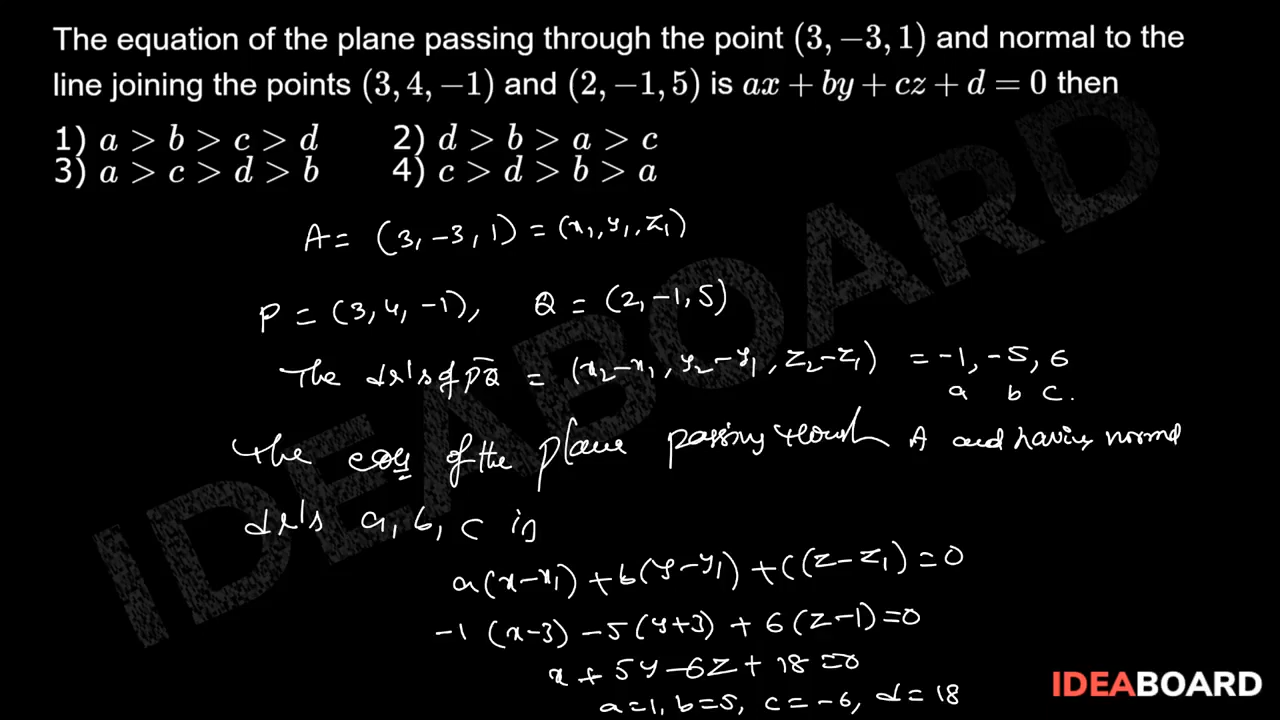 The equation of the plane passing through the point (3, −3, 1) and normal to the
line joining the points (3, 4, −1) and (2, −1, 5) is ax + by + cz + d = 0 then
1) a > b > c > d 2) d > b > a > c
3) a > c > d > b 4) c > d > b > a
A = (3, -3, 1) = (x₁, y₁, z₁)
P = (3, 4, -1), Q = (2, -1, 5)
The dr's of P̅Q̅ = (x₂-x₁, y₂-y₁, z₂-z₁) = -1, -5, 6
a b c.
The eqn of the plane passing through A and having normal
dr's a, b, c is
a(x-x₁) + b(y-y₁) + c(z-z₁) = 0
-1 (x-3) -5 (y+3) + 6 (z-1) = 0
x + 5y - 6z + 18 = 0
a=1, b=5, c=-6, d=18
IDEABOARD
IDEABOARD